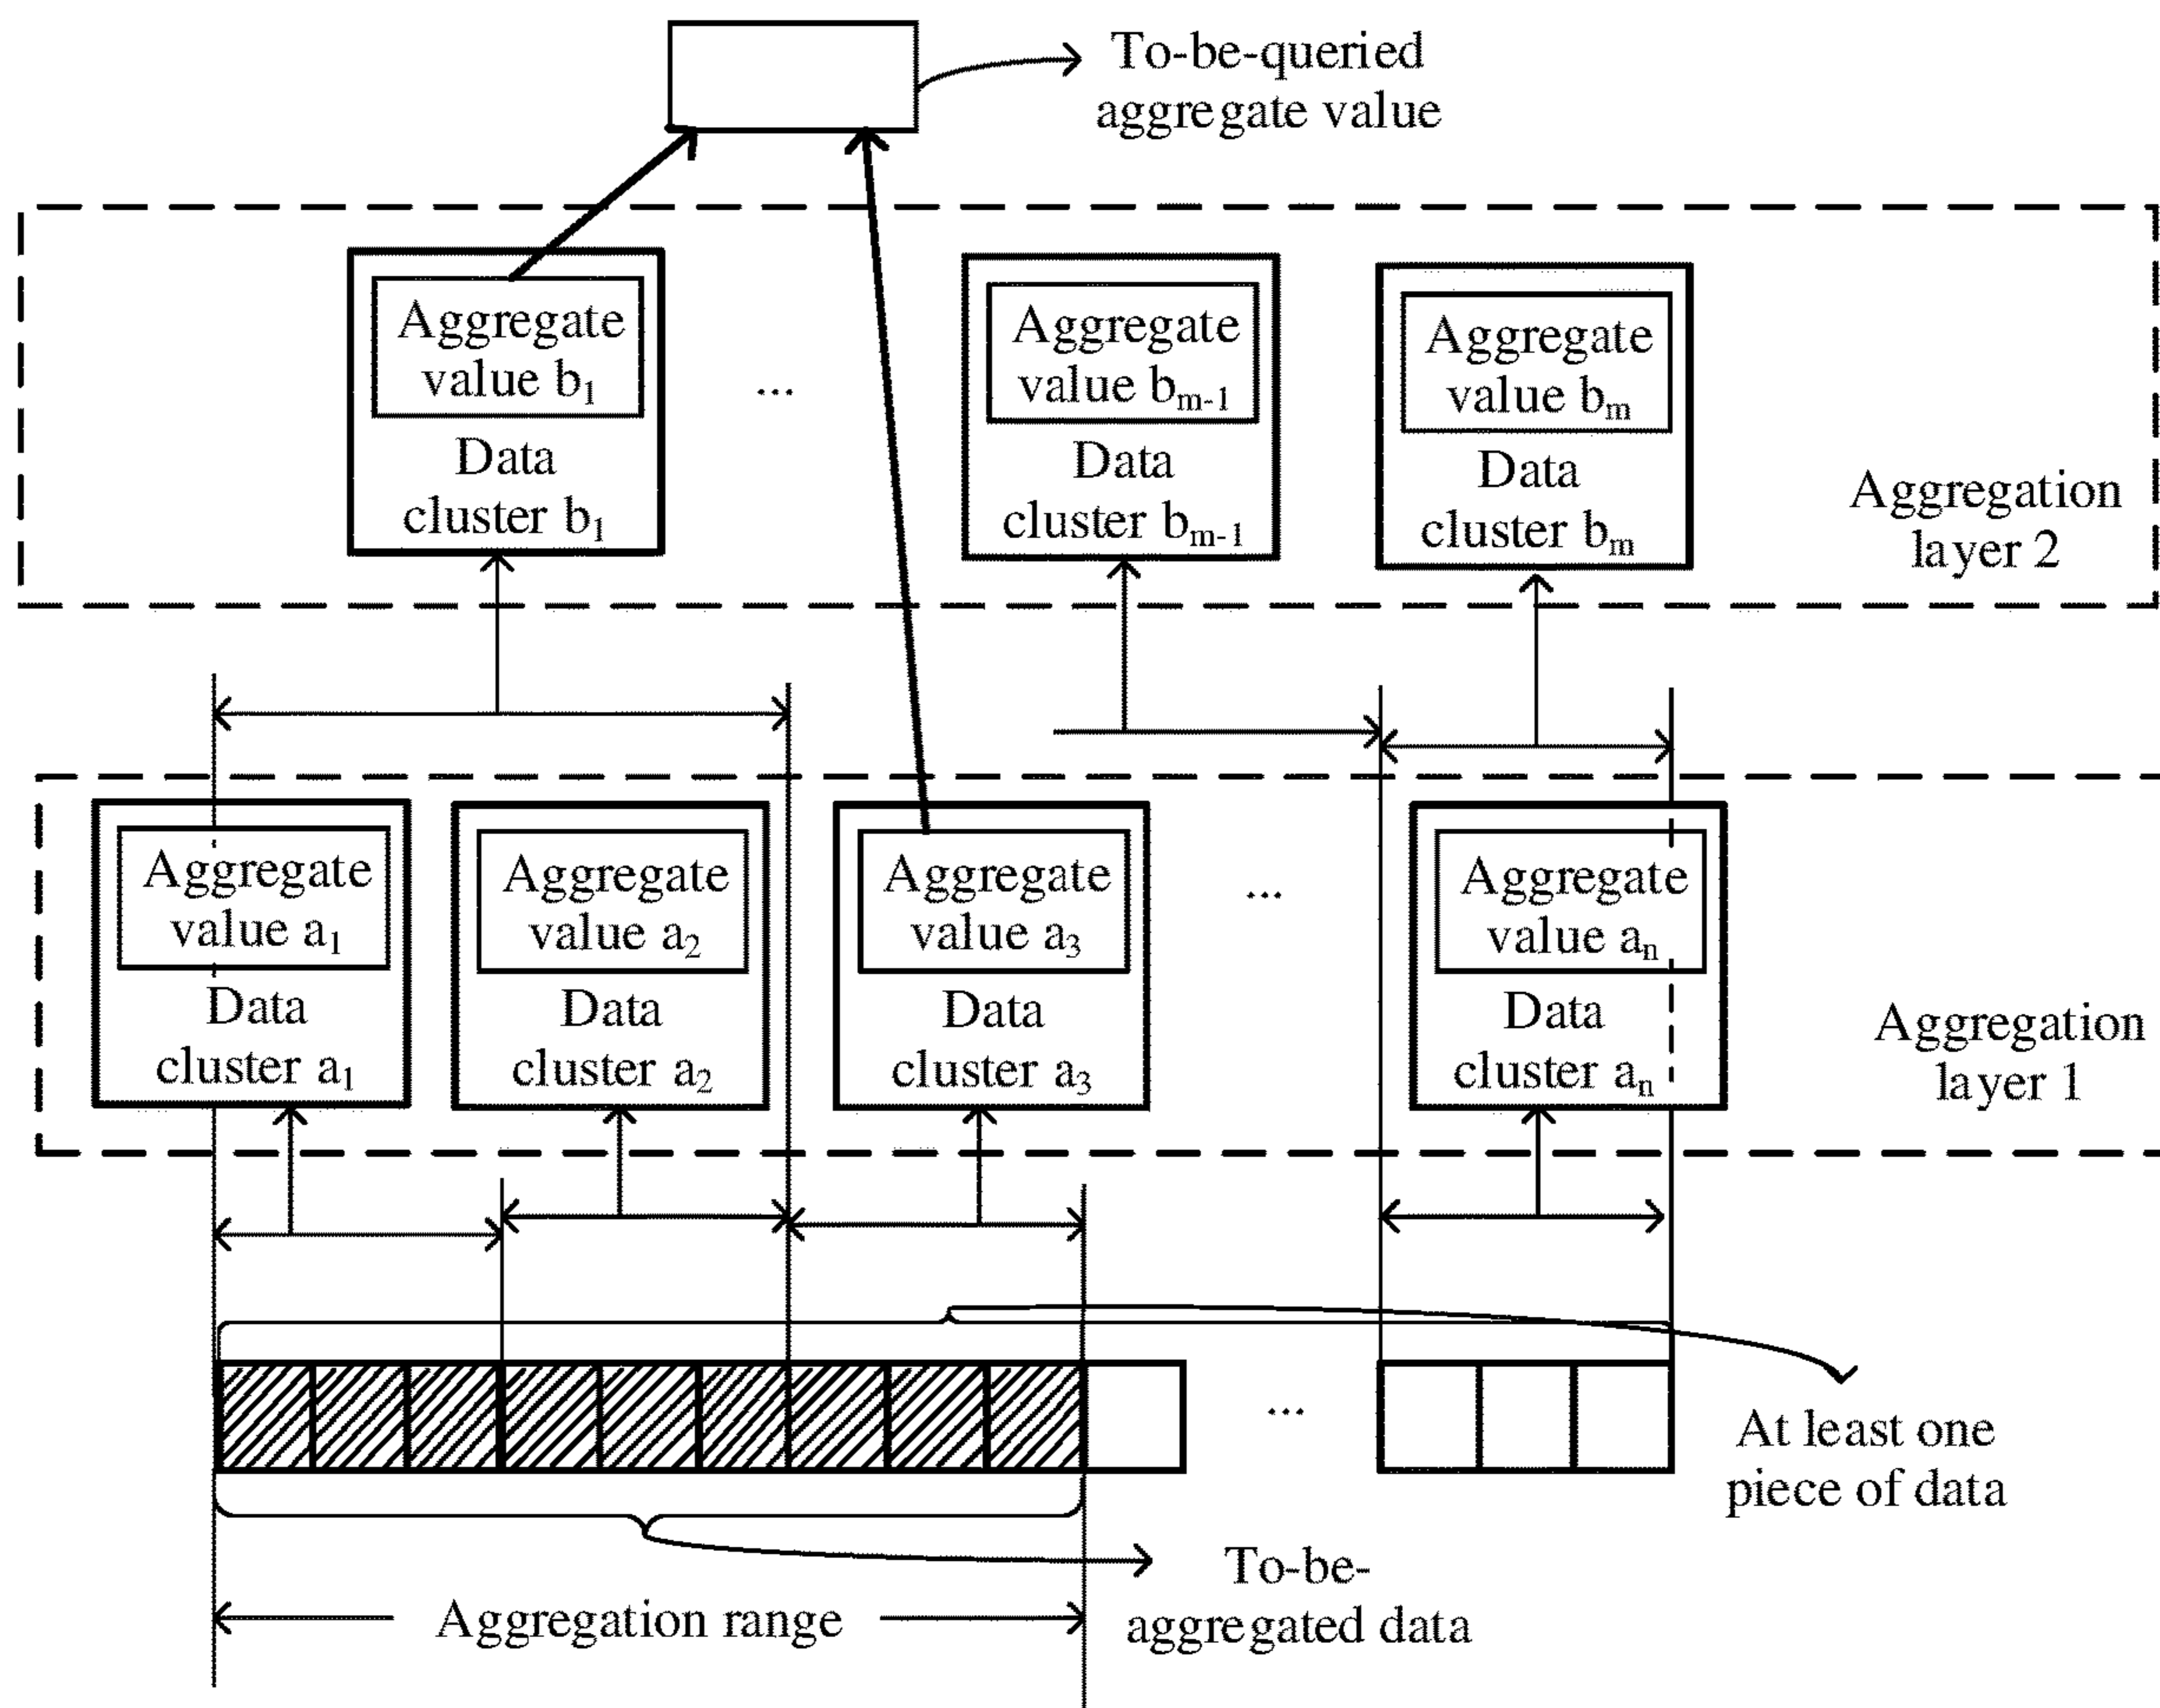 To-be-queried
aggregate value
Aggregate
value b₁
Data
cluster b₁
...
Aggregate
value bₘ₋₁
Data
cluster bₘ₋₁
Aggregate
value bₘ
Data
cluster bₘ
Aggregation
layer 2
Aggregate
value a₁
Data
cluster a₁
Aggregate
value a₂
Data
cluster a₂
Aggregate
value a₃
Data
cluster a₃
...
Aggregate
value aₙ
Data
cluster aₙ
Aggregation
layer 1
...
At least one
piece of data
To-be-
aggregated data
Aggregation range